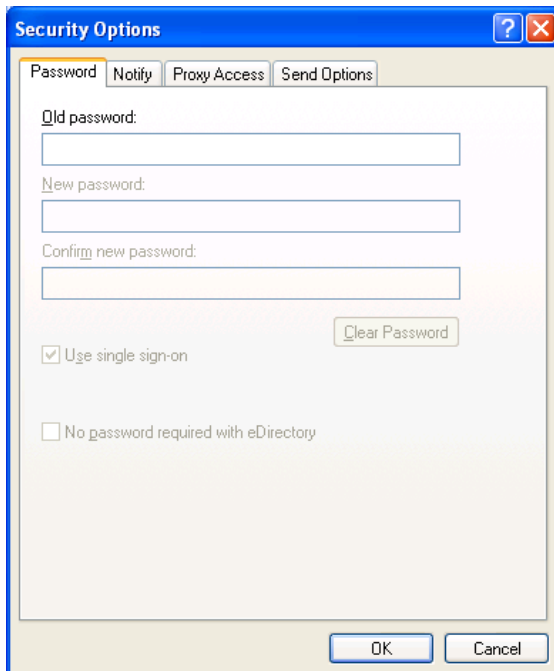 Security Options
Password Notify Proxy Access Send Options
Old password:
New password:
Confirm new password:
Clear Password
Use single sign-on
No password required with eDirectory
OK Cancel